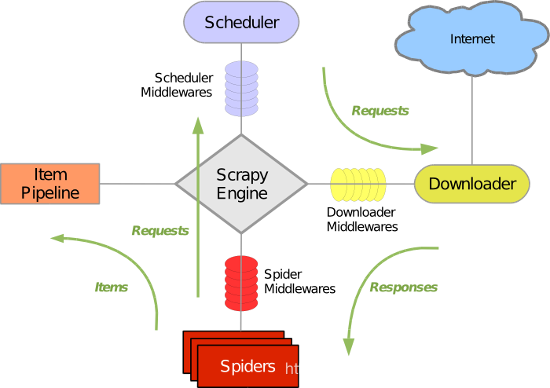 Scheduler
Internet
Scheduler
Middlewares
Requests
Item
Pipeline
Scrapy
Engine
Downloader
Downloader
Middlewares
Requests
Items
Spider
Middlewares
Responses
Spiders
ht